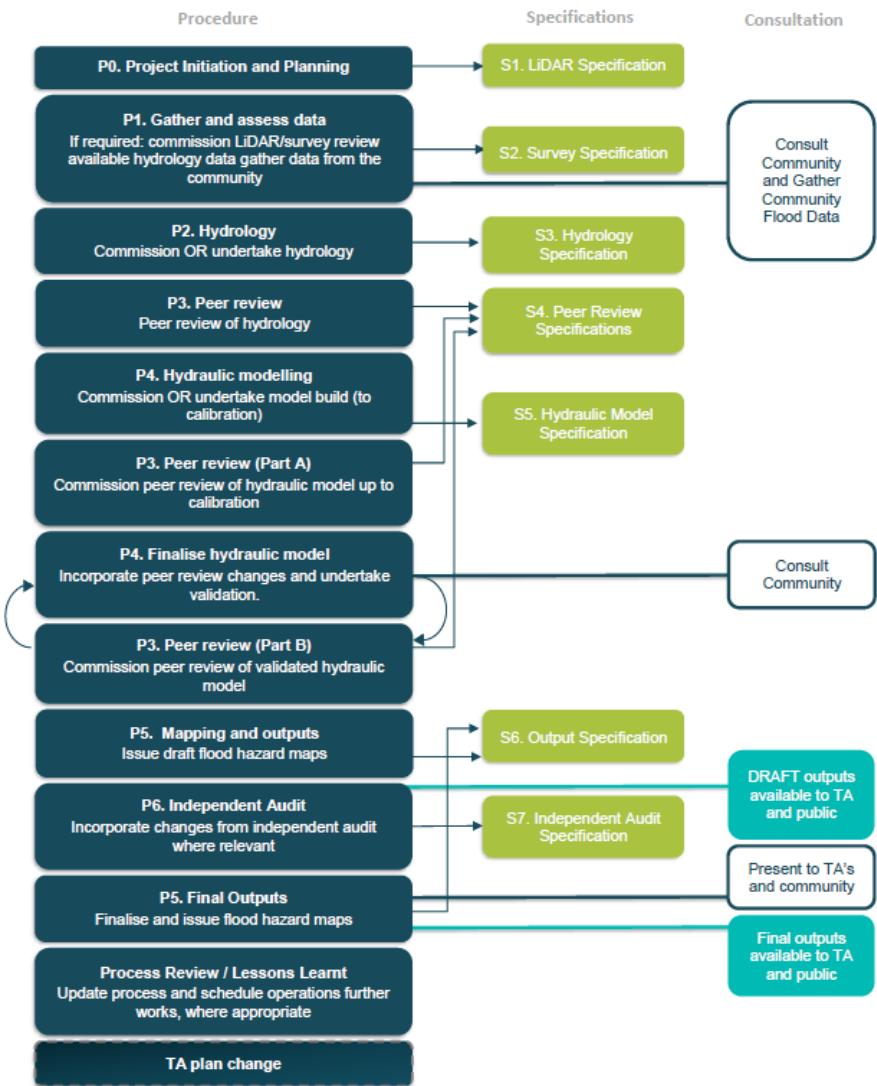 Procedure
Specifications
Consultation
P0. Project Initiation and Planning
S1. LiDAR Specification
P1. Gather and assess data
If required: commission LiDAR/survey review
available hydrology data gather data from the
community
S2. Survey Specification
Consult
Community
and Gather
Community
Flood Data
P2. Hydrology
Commission OR undertake hydrology
S3. Hydrology
Specification
P3. Peer review
Peer review of hydrology
S4. Peer Review
Specifications
P4. Hydraulic modelling
Commission OR undertake model build (to
calibration)
S5. Hydraulic Model
Specification
P3. Peer review (Part A)
Commission peer review of hydraulic model up to
calibration
P4. Finalise hydraulic model
Incorporate peer review changes and undertake
validation.
Consult
Community
P3. Peer review (Part B)
Commission peer review of validated hydraulic
model
P5. Mapping and outputs
Issue draft flood hazard maps
S6. Output Specification
DRAFT outputs
available to TA
and public
P6. Independent Audit
Incorporate changes from independent audit
where relevant
S7. Independent Audit
Specification
Present to TA's
and community
P5. Final Outputs
Finalise and issue flood hazard maps
Final outputs
available to TA
and public
Process Review / Lessons Learnt
Update process and schedule operations further
works, where appropriate
TA plan change